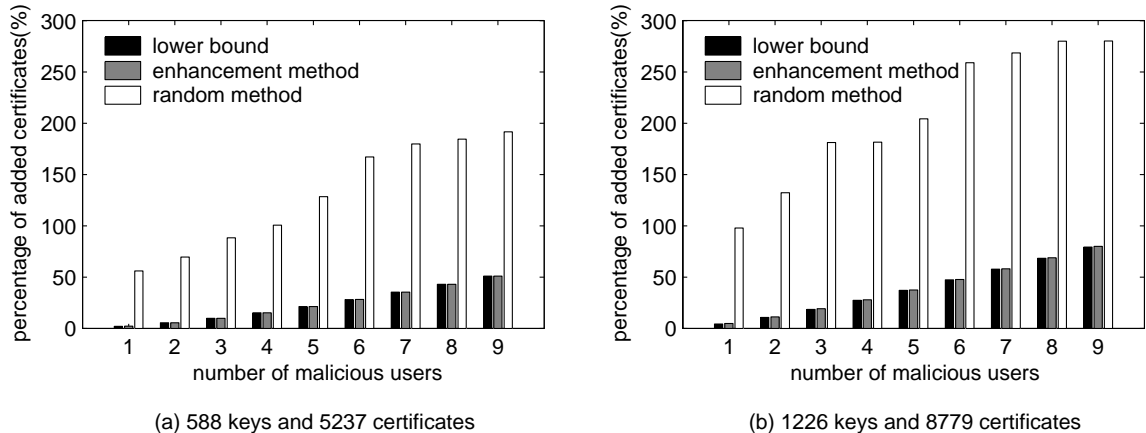 300
250
200
150
100
50
0
percentage of added certificates(%)
lower bound
enhancement method
random method
1 2 3 4 5 6 7 8 9
number of malicious users
(a) 588 keys and 5237 certificates
300
250
200
150
100
50
0
percentage of added certificates(%)
lower bound
enhancement method
random method
1 2 3 4 5 6 7 8 9
number of malicious users
(b) 1226 keys and 8779 certificates